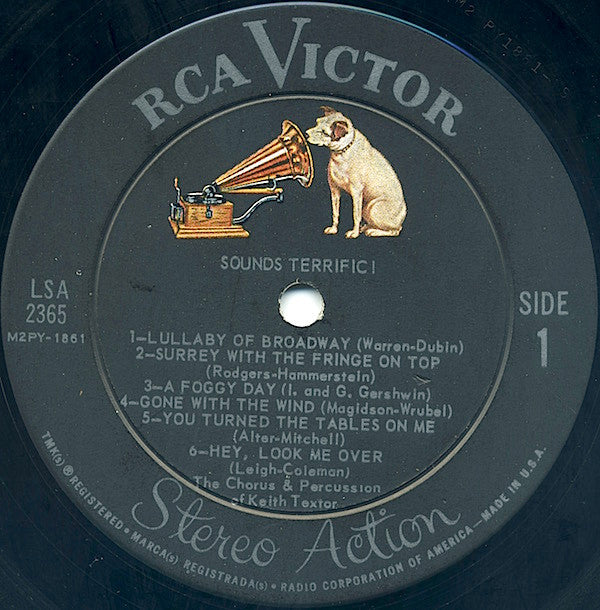 RCA VICTOR
SOUNDS TERRIFIC!
LSA
2365
M2PY-1861
SIDE
1
1—LULLABY OF BROADWAY (Warren-Dubin)
2—SURREY WITH THE FRINGE ON TOP
(Rodgers-Hammerstein)
3—A FOGGY DAY (I. and G. Gershwin)
4—GONE WITH THE WIND (Magidson-Wrubel)
5—YOU TURNED THE TABLES ON ME
(Alter-Mitchell)
6—HEY, LOOK ME OVER
(Leigh-Coleman)
The Chorus & Percussion
of Keith Textor
Stereo Action
TMK(s) ® REGISTERED • MARCA(s) REGISTRADA(s) • RADIO CORPORATION OF AMERICA—MADE IN U.S.A.